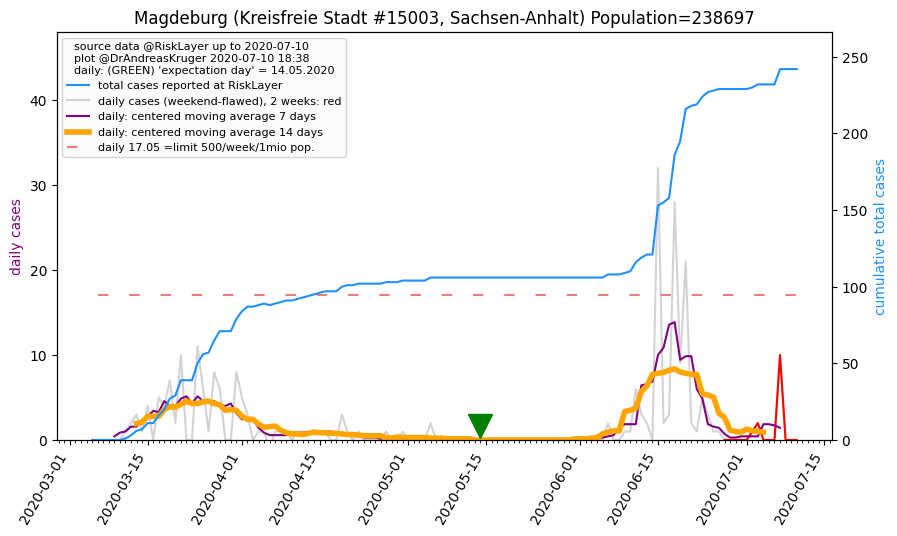 Magdeburg (Kreisfreie Stadt #15003, Sachsen-Anhalt) Population=238697
source data @RiskLayer up to 2020-07-10
plot @DrAndreasKruger 2020-07-10 18:38
daily: (GREEN) 'expectation day' = 14.05.2020
total cases reported at RiskLayer
daily cases (weekend-flawed), 2 weeks: red
daily: centered moving average 7 days
daily: centered moving average 14 days
daily 17.05 =limit 500/week/1mio pop.
daily cases
40
30
20
10
0
250
200
150
100
50
0
cumulative total cases
2020-03-01
2020-03-15
2020-04-01
2020-04-15
2020-05-01
2020-05-15
2020-06-01
2020-06-15
2020-07-01
2020-07-15